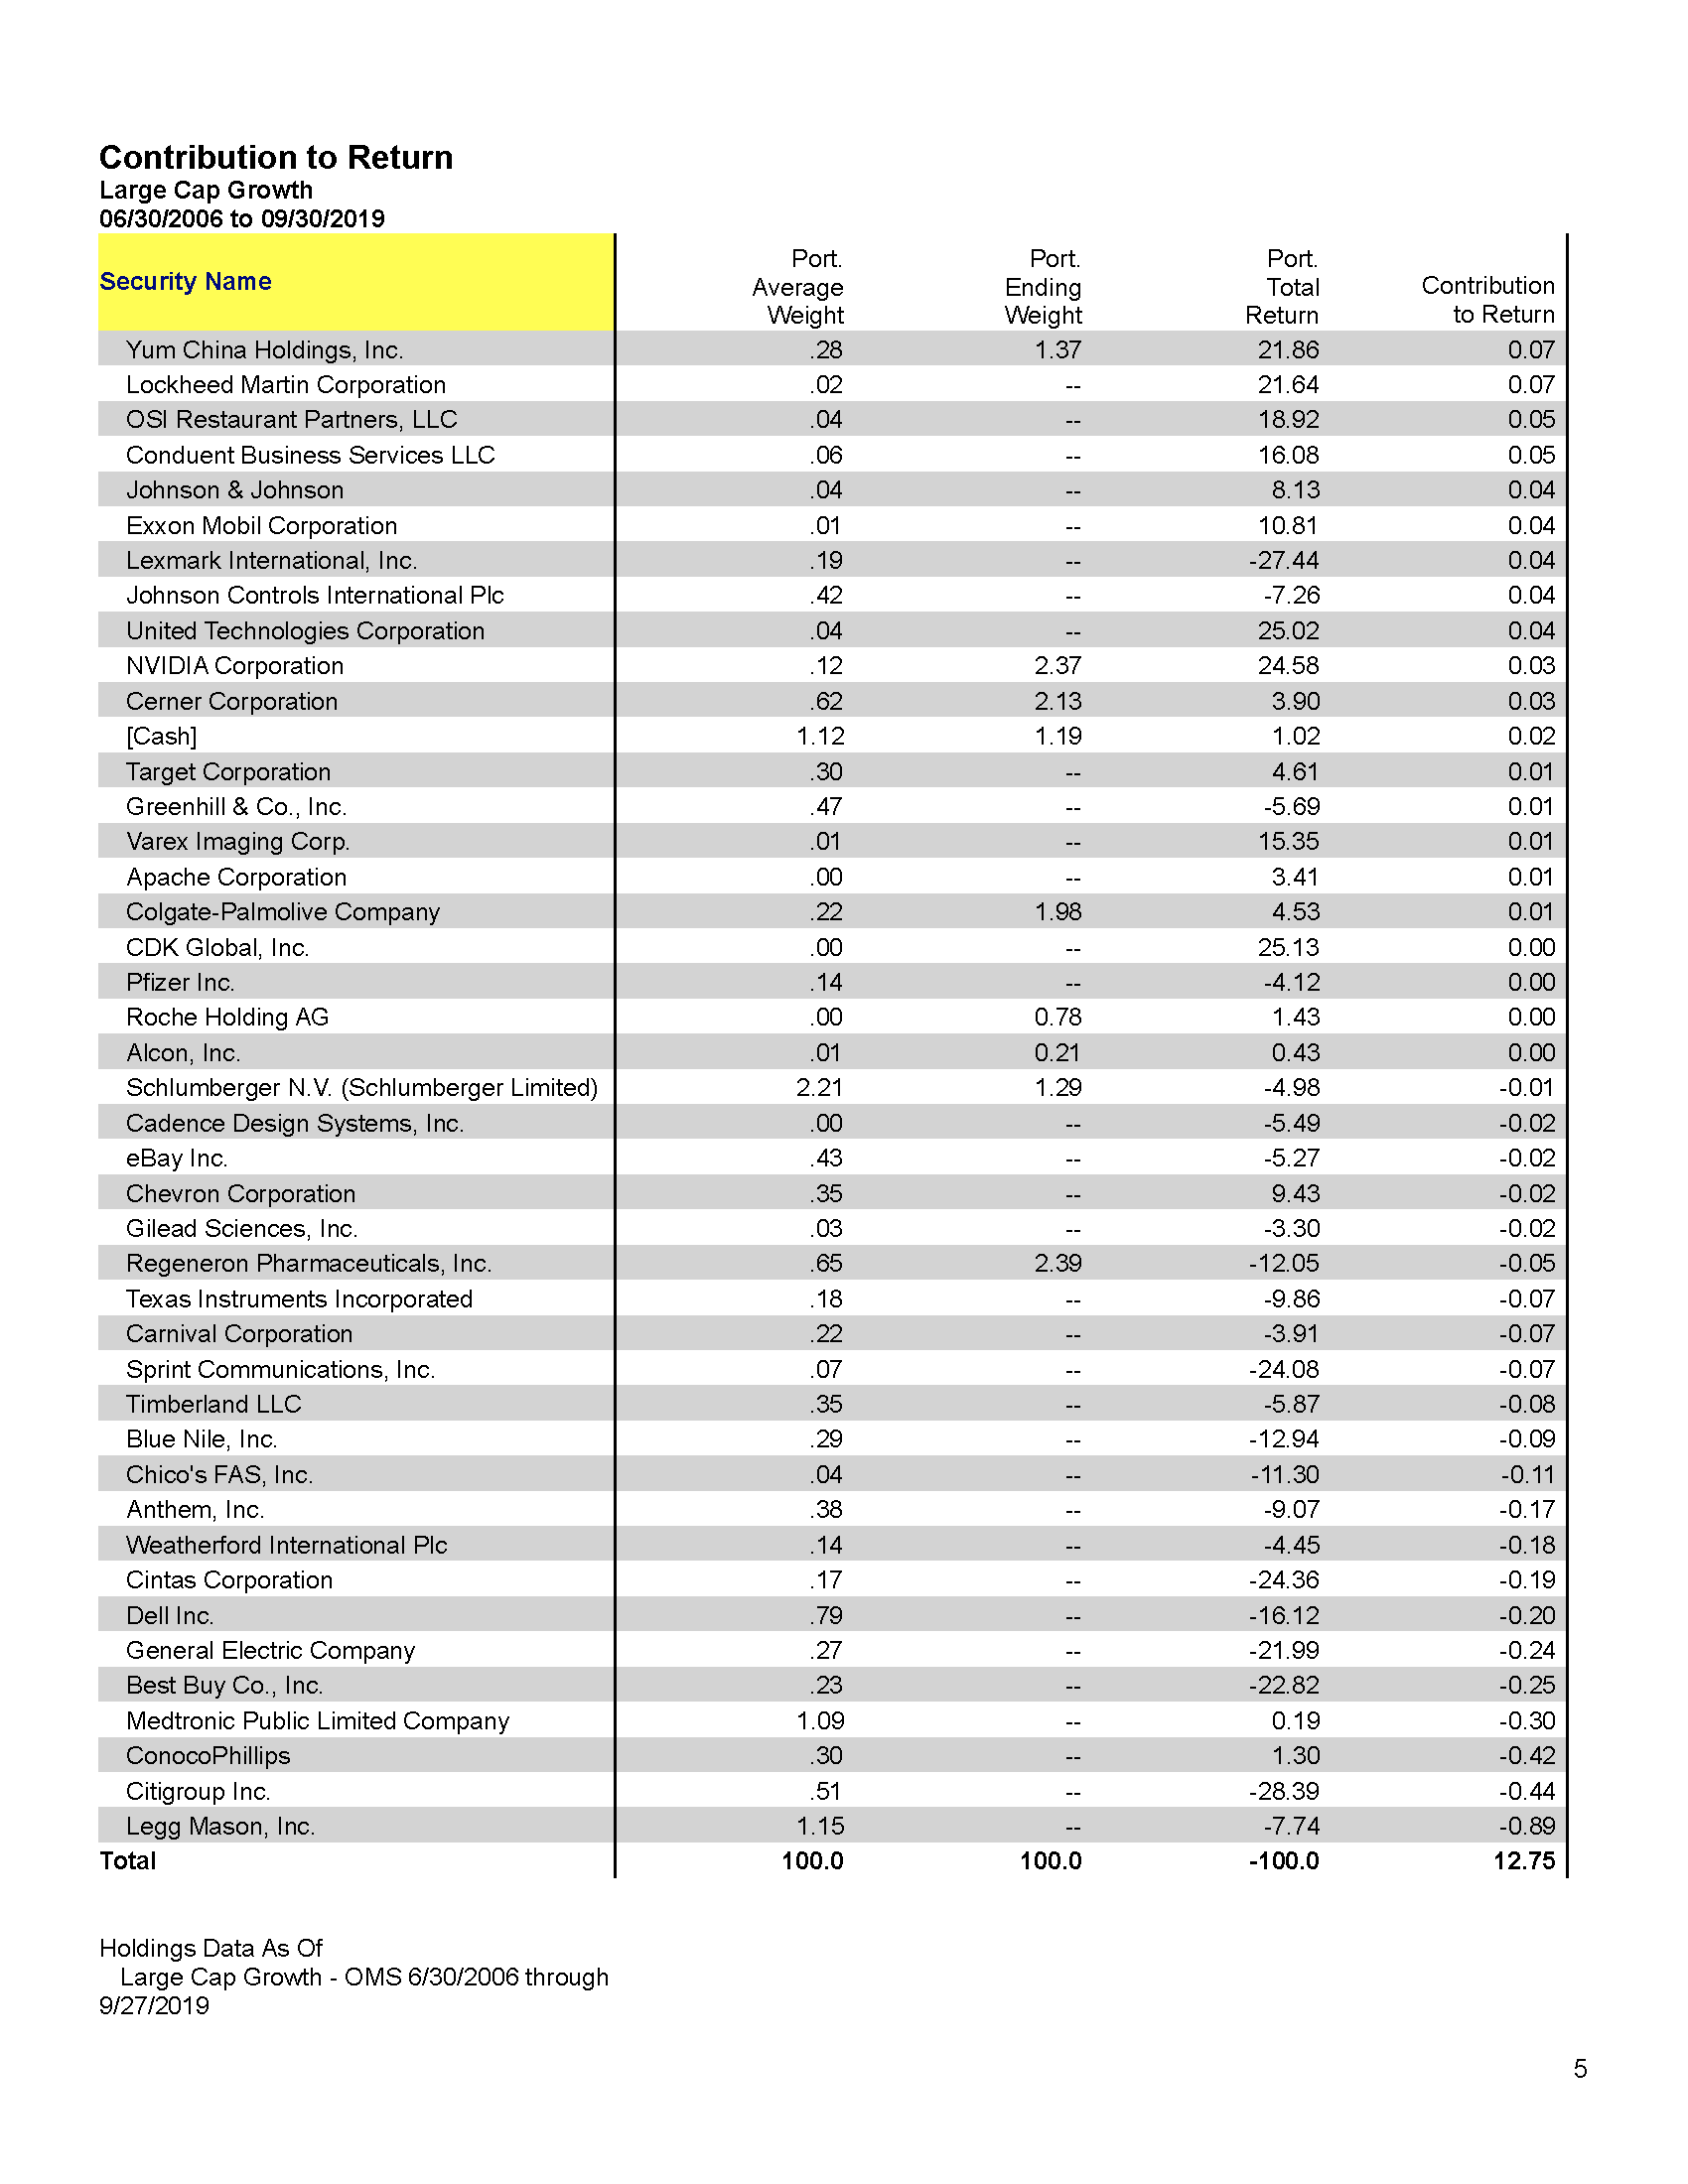 Contribution to Return
Large Cap Growth
06/30/2006 to 09/30/2019
Security Name Port. Average Weight Port. Ending Weight Port. Total Return Contribution to Return
Yum China Holdings, Inc. .28 1.37 21.86 0.07
Lockheed Martin Corporation .02 -- 21.64 0.07
OSI Restaurant Partners, LLC .04 -- 18.92 0.05
Conduent Business Services LLC .06 -- 16.08 0.05
Johnson & Johnson .04 -- 8.13 0.04
Exxon Mobil Corporation .01 -- 10.81 0.04
Lexmark International, Inc. .19 -- -27.44 0.04
Johnson Controls International Plc .42 -- -7.26 0.04
United Technologies Corporation .04 -- 25.02 0.04
NVIDIA Corporation .12 2.37 24.58 0.03
Cerner Corporation .62 2.13 3.90 0.03
[Cash] 1.12 1.19 1.02 0.02
Target Corporation .30 -- 4.61 0.01
Greenhill & Co., Inc. .47 -- -5.69 0.01
Varex Imaging Corp. .01 -- 15.35 0.01
Apache Corporation .00 -- 3.41 0.01
Colgate-Palmolive Company .22 1.98 4.53 0.01
CDK Global, Inc. .00 -- 25.13 0.00
Pfizer Inc. .14 -- -4.12 0.00
Roche Holding AG .00 0.78 1.43 0.00
Alcon, Inc. .01 0.21 0.43 0.00
Schlumberger N.V. (Schlumberger Limited) 2.21 1.29 -4.98 -0.01
Cadence Design Systems, Inc. .00 -- -5.49 -0.02
eBay Inc. .43 -- -5.27 -0.02
Chevron Corporation .35 -- 9.43 -0.02
Gilead Sciences, Inc. .03 -- -3.30 -0.02
Regeneron Pharmaceuticals, Inc. .65 2.39 -12.05 -0.05
Texas Instruments Incorporated .18 -- -9.86 -0.07
Carnival Corporation .22 -- -3.91 -0.07
Sprint Communications, Inc. .07 -- -24.08 -0.07
Timberland LLC .35 -- -5.87 -0.08
Blue Nile, Inc. .29 -- -12.94 -0.09
Chico's FAS, Inc. .04 -- -11.30 -0.11
Anthem, Inc. .38 -- -9.07 -0.17
Weatherford International Plc .14 -- -4.45 -0.18
Cintas Corporation .17 -- -24.36 -0.19
Dell Inc. .79 -- -16.12 -0.20
General Electric Company .27 -- -21.99 -0.24
Best Buy Co., Inc. .23 -- -22.82 -0.25
Medtronic Public Limited Company 1.09 -- 0.19 -0.30
ConocoPhillips .30 -- 1.30 -0.42
Citigroup Inc. .51 -- -28.39 -0.44
Legg Mason, Inc. 1.15 -- -7.74 -0.89
Total 100.0 100.0 -100.0 12.75
Holdings Data As Of
Large Cap Growth - OMS 6/30/2006 through
9/27/2019
5